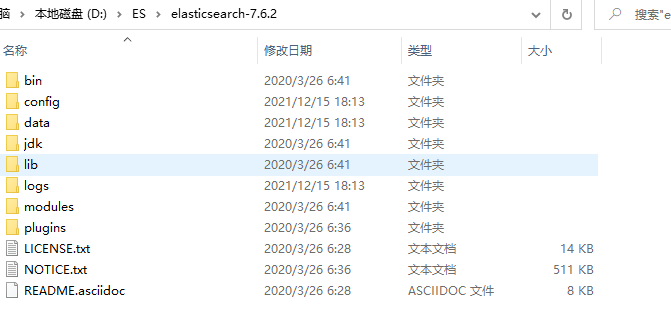 脑 > 本地磁盘 (D:) > ES > elasticsearch-7.6.2 搜索"e
名称 修改日期 类型 大小
bin 2020/3/26 6:41 文件夹
config 2021/12/15 18:13 文件夹
data 2021/12/15 18:13 文件夹
jdk 2020/3/26 6:41 文件夹
lib 2020/3/26 6:41 文件夹
logs 2021/12/15 18:13 文件夹
modules 2020/3/26 6:41 文件夹
plugins 2020/3/26 6:36 文件夹
LICENSE.txt 2020/3/26 6:28 文本文档 14 KB
NOTICE.txt 2020/3/26 6:36 文本文档 511 KB
README.asciidoc 2020/3/26 6:28 ASCIIDOC 文件 8 KB